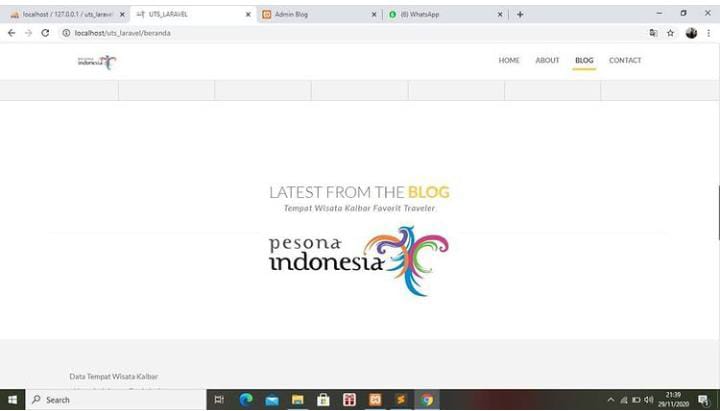 localhost / 127.0.0.1 / uts_laravel
UTS_LARAVEL
Admin Blog
(6) WhatsApp
localhost/uts_laravel/beranda
pesona
indonesia
HOME
ABOUT
BLOG
CONTACT
LATEST FROM THE BLOG
Tempat Wisata Kalbar Favorit Traveler
pesona
indonesia
Data Tempat Wisata Kalbar
Search
21:39
29/11/2020